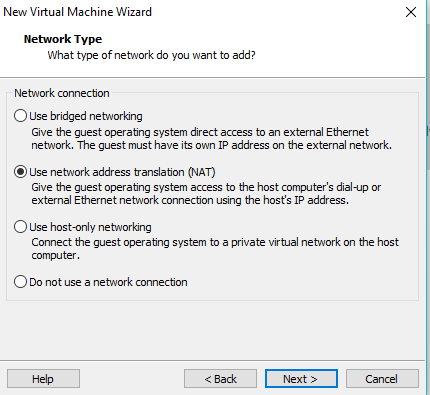 New Virtual Machine Wizard
Network Type
What type of network do you want to add?
Network connection
Use bridged networking
Give the guest operating system direct access to an external Ethernet
network. The guest must have its own IP address on the external network.
Use network address translation (NAT)
Give the guest operating system access to the host computer's dial-up or
external Ethernet network connection using the host's IP address.
Use host-only networking
Connect the guest operating system to a private virtual network on the host
computer.
Do not use a network connection
Help
< Back
Next >
Cancel